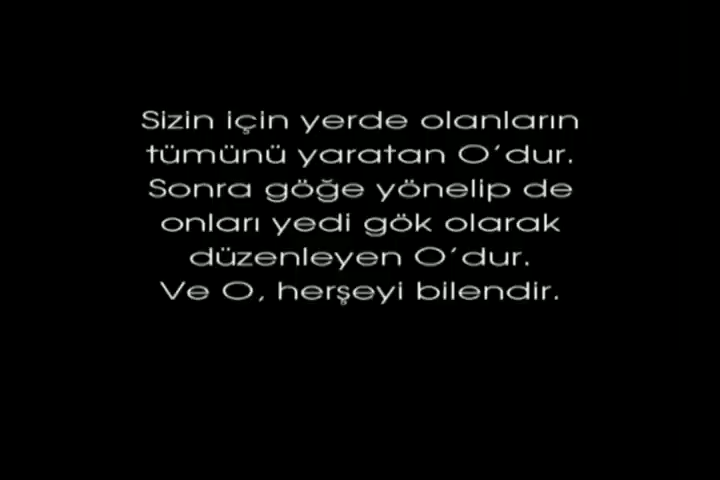 Sizin için yerde olanların
tümünü yaratan O'dur.
Sonra göğe yönelip de
onları yedi gök olarak
düzenleyen O'dur.
Ve O, herşeyi bilendir.